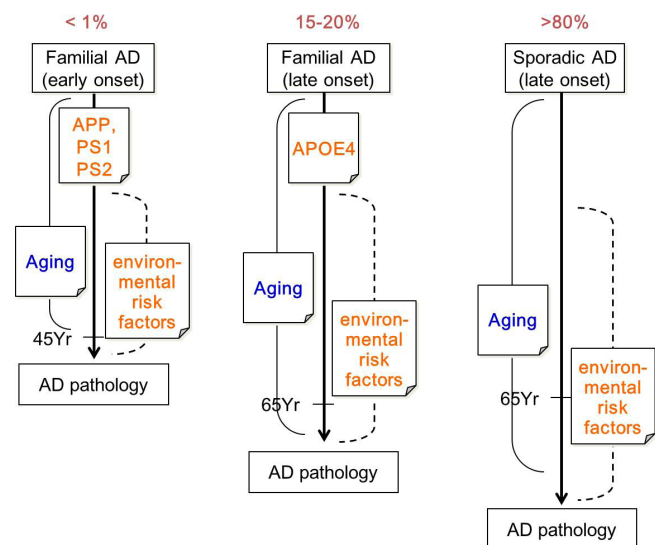 < 1%
Familial AD
(early onset)
APP,
PS1
PS2
Aging
environ-
mental
risk
factors
45Yr
AD pathology
15-20%
Familial AD
(late onset)
APOE4
Aging
environ-
mental
risk
factors
65Yr
AD pathology
>80%
Sporadic AD
(late onset)
Aging
environ-
mental
risk
factors
65Yr
AD pathology